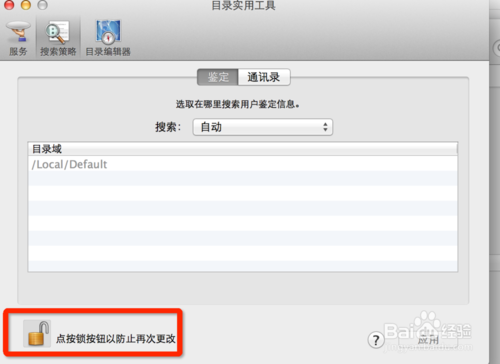 目录实用工具
服务 搜索策略 目录编辑器
鉴定 通讯录
选取在哪里搜索用户鉴定信息。
搜索： 自动
目录域
/Local/Default
点按锁按钮以防止再次更改
? 应用
Baidu 经验